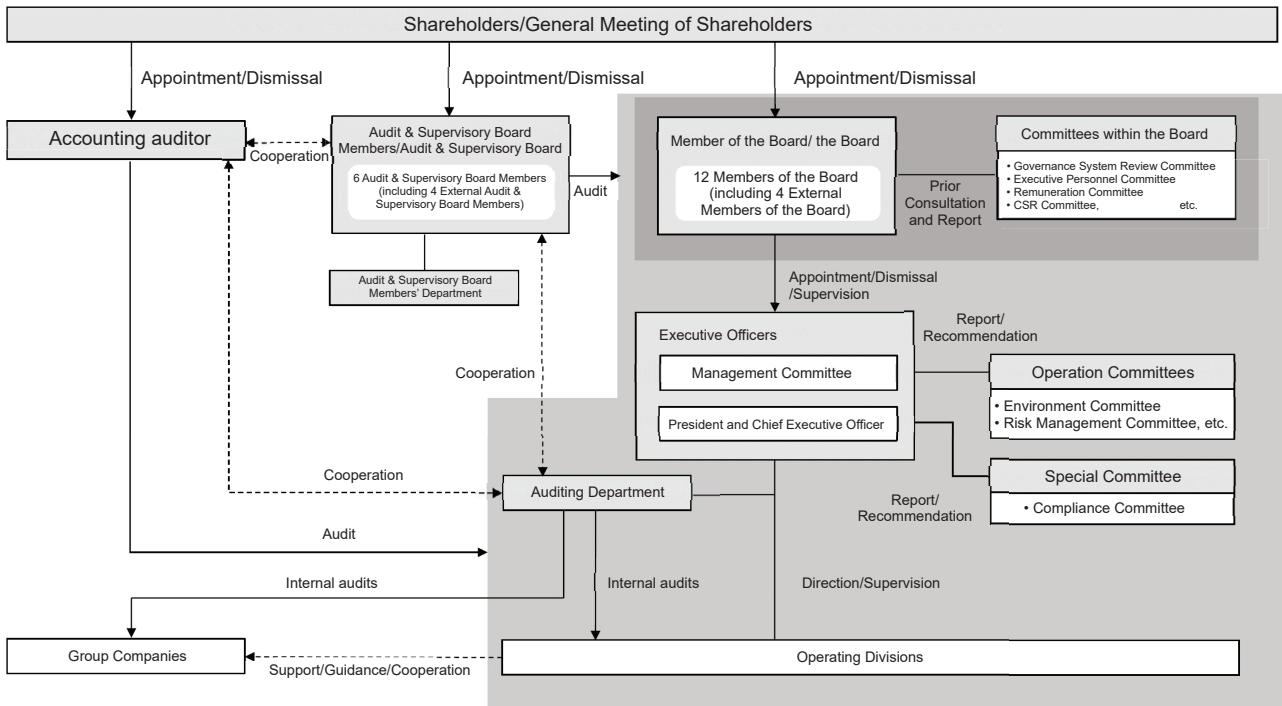 Shareholders/General Meeting of Shareholders
Appointment/Dismissal
Appointment/Dismissal
Appointment/Dismissal
Accounting auditor
Cooperation
Audit & Supervisory Board
Members/Audit & Supervisory Board
6 Audit & Supervisory Board Members
(including 4 External Audit &
Supervisory Board Members)
Audit
Audit & Supervisory Board
Members' Department
Member of the Board/ the Board
12 Members of the Board
(including 4 External
Members of the Board)
Prior
Consultation
and Report
Committees within the Board
• Governance System Review Committee
• Executive Personnel Committee
• Remuneration Committee
• CSR Committee, etc.
Appointment/Dismissal
/Supervision
Executive Officers
Management Committee
President and Chief Executive Officer
Report/
Recommendation
Operation Committees
• Environment Committee
• Risk Management Committee, etc.
Special Committee
• Compliance Committee
Report/
Recommendation
Cooperation
Cooperation
Auditing Department
Audit
Internal audits
Internal audits
Direction/Supervision
Group Companies
Support/Guidance/Cooperation
Operating Divisions